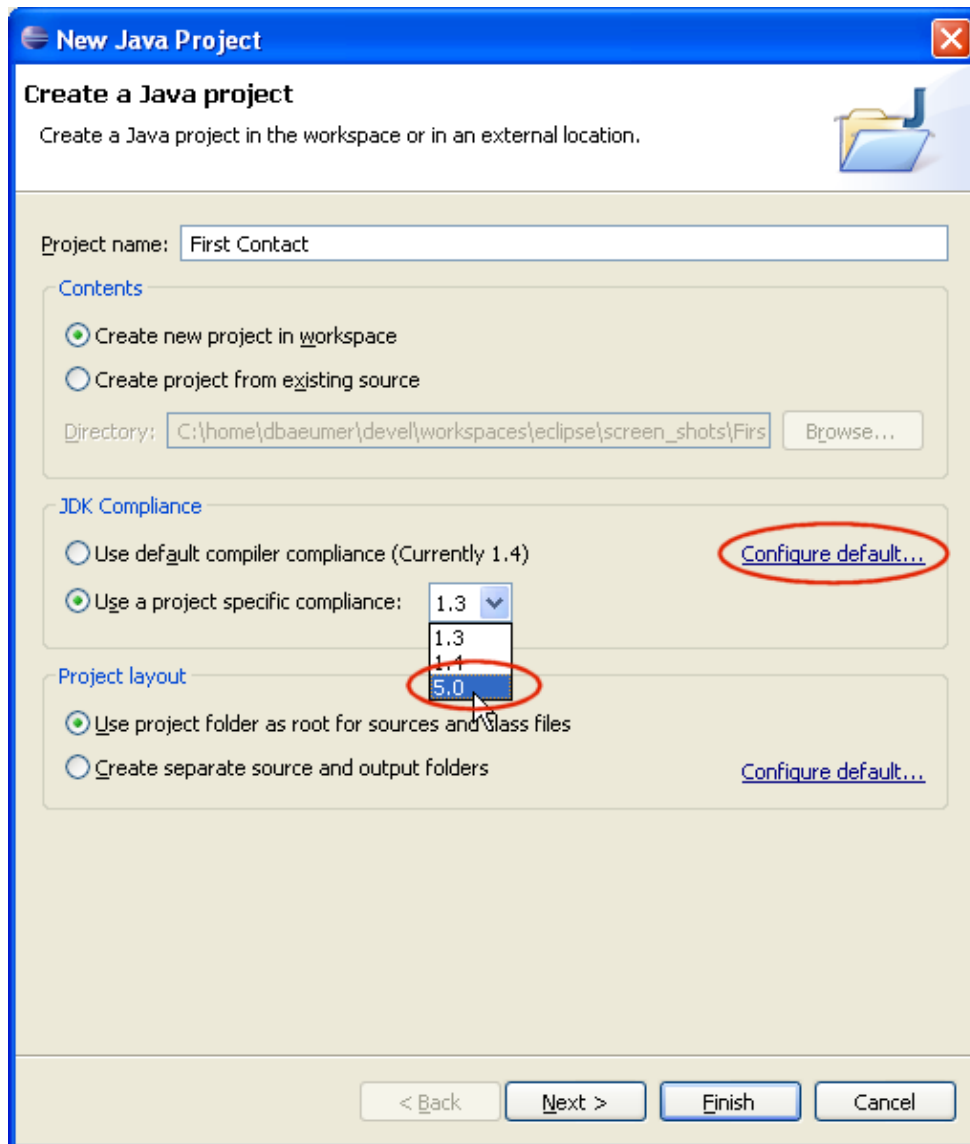 New Java Project
Create a Java project
Create a Java project in the workspace or in an external location.
J
Project name: First Contact
Contents
Create new project in workspace
Create project from existing source
Directory: C:\home\dbaeumer\devel\workspaces\eclipse\screen_shots\Firs Browse...
JDK Compliance
Use default compiler compliance (Currently 1.4) Configure default...
Use a project specific compliance: 1.3
1.3
1.4
5.0
Project layout
Use project folder as root for sources and class files
Create separate source and output folders Configure default...
< Back Next > Finish Cancel